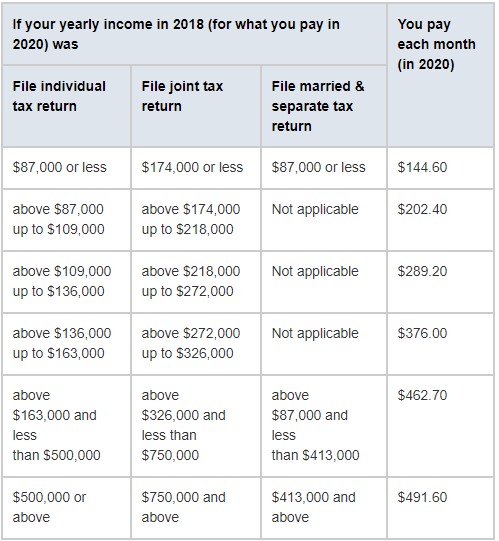 If your yearly income in 2018 (for what you pay in
2020) was
You pay
each month
(in 2020)
File individual
tax return
File joint tax
return
File married &
separate tax
return
$87,000 or less
$174,000 or less
$87,000 or less
$144.60
above $87,000
up to $109,000
above $174,000
up to $218,000
Not applicable
$202.40
above $109,000
up to $136,000
above $218,000
up to $272,000
Not applicable
$289.20
above $136,000
up to $163,000
above $272,000
up to $326,000
Not applicable
$376.00
above
$163,000 and
less
than $500,000
above
$326,000 and
less than
$750,000
above
$87,000 and
less
than $413,000
$462.70
$500,000 or
above
$750,000 and
above
$413,000 and
above
$491.60